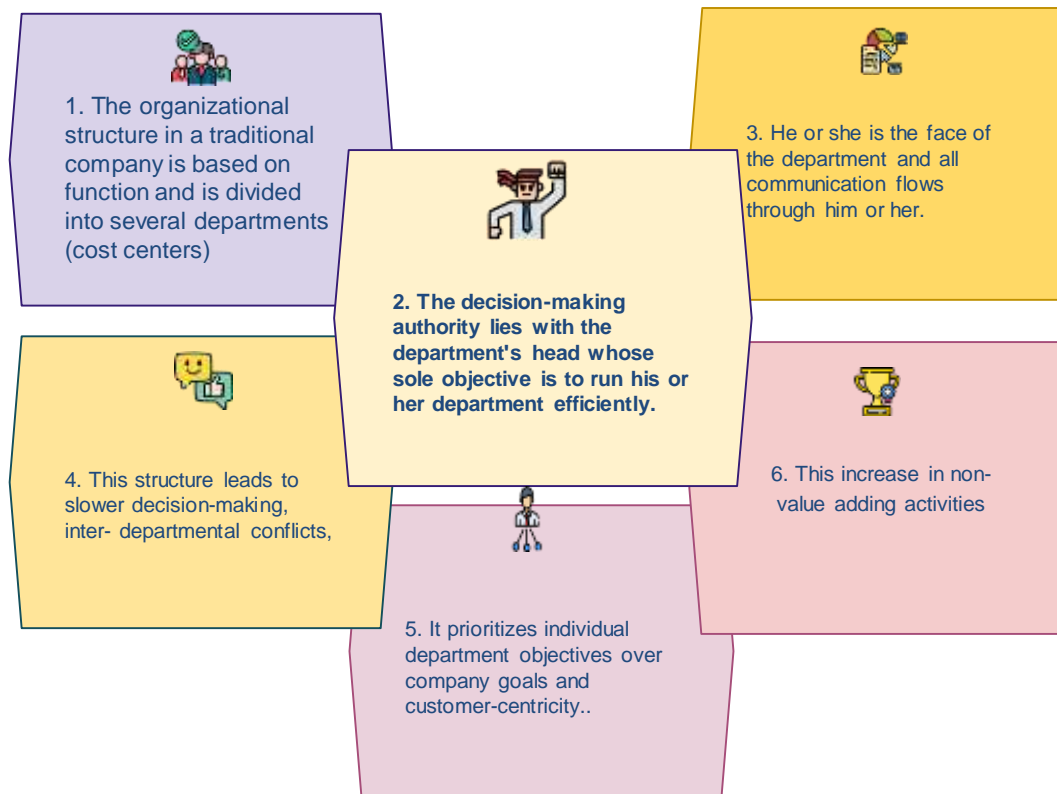 1. The organizational
structure in a traditional
company is based on
function and is divided
into several departments
(cost centers)
2. The decision-making
authority lies with the
department's head whose
sole objective is to run his or
her department efficiently.
3. He or she is the face of
the department and all
communication flows
through him or her.
4. This structure leads to
slower decision-making,
inter- departmental conflicts,
5. It prioritizes individual
department objectives over
company goals and
customer-centricity..
6. This increase in non-
value adding activities